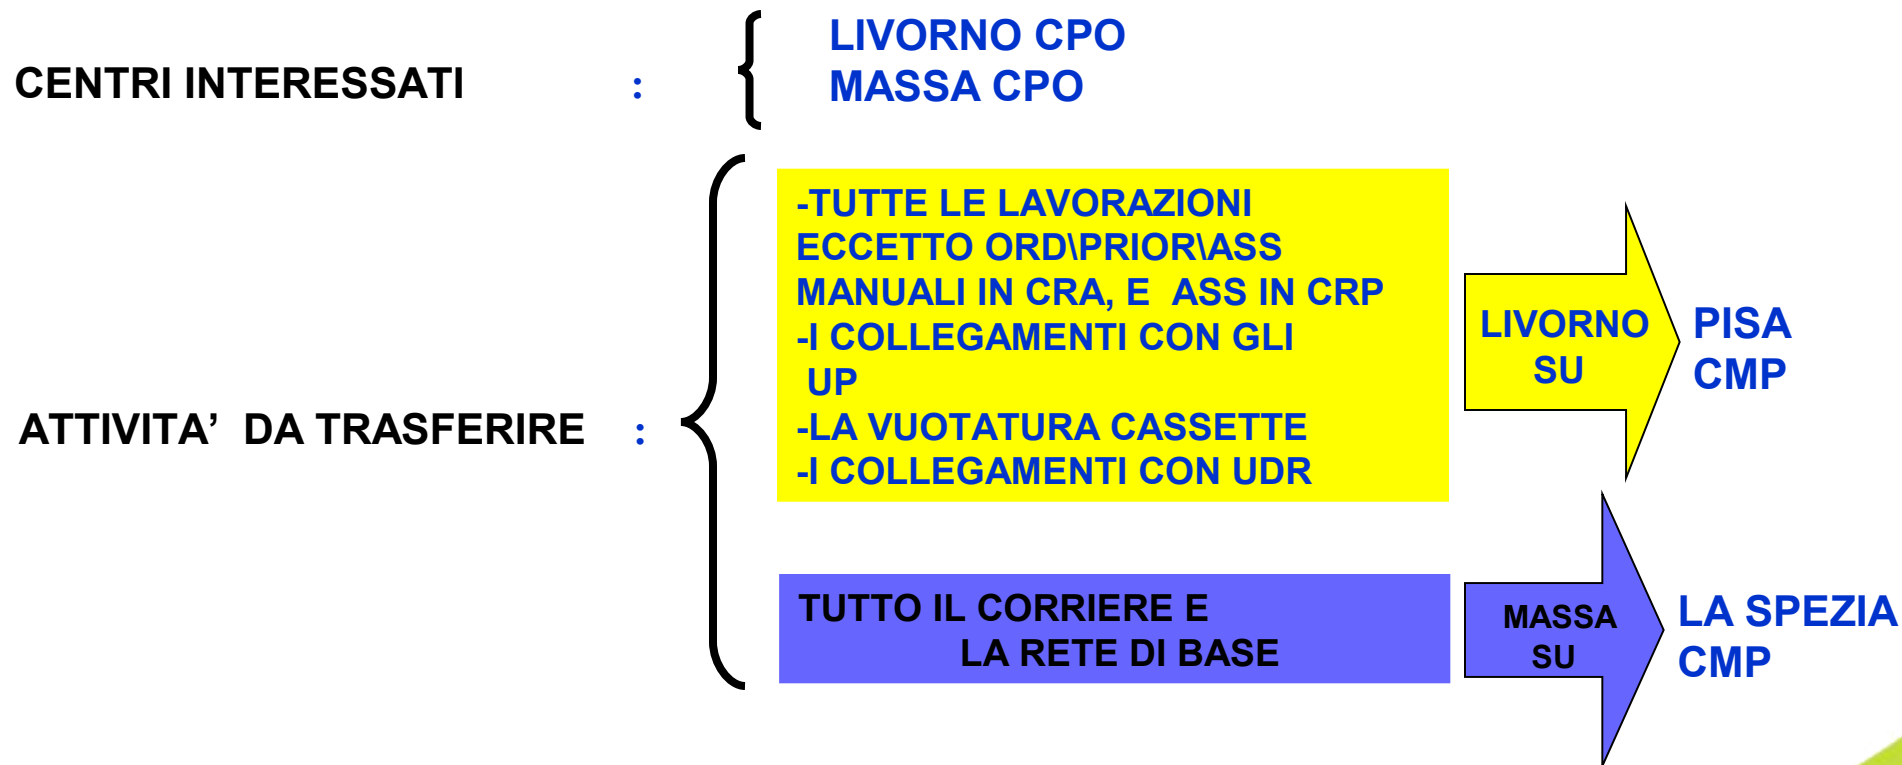 CENTRI INTERESSATI :
LIVORNO CPO
MASSA CPO
ATTIVITA’ DA TRASFERIRE :
-TUTTE LE LAVORAZIONI
ECCETTO ORD\PRIOR\ASS
MANUALI IN CRA, E ASS IN CRP
-I COLLEGAMENTI CON GLI
UP
-LA VUOTATURA CASSETTE
-I COLLEGAMENTI CON UDR
LIVORNO
SU
PISA
CMP
TUTTO IL CORRIERE E
LA RETE DI BASE
MASSA
SU
LA SPEZIA
CMP